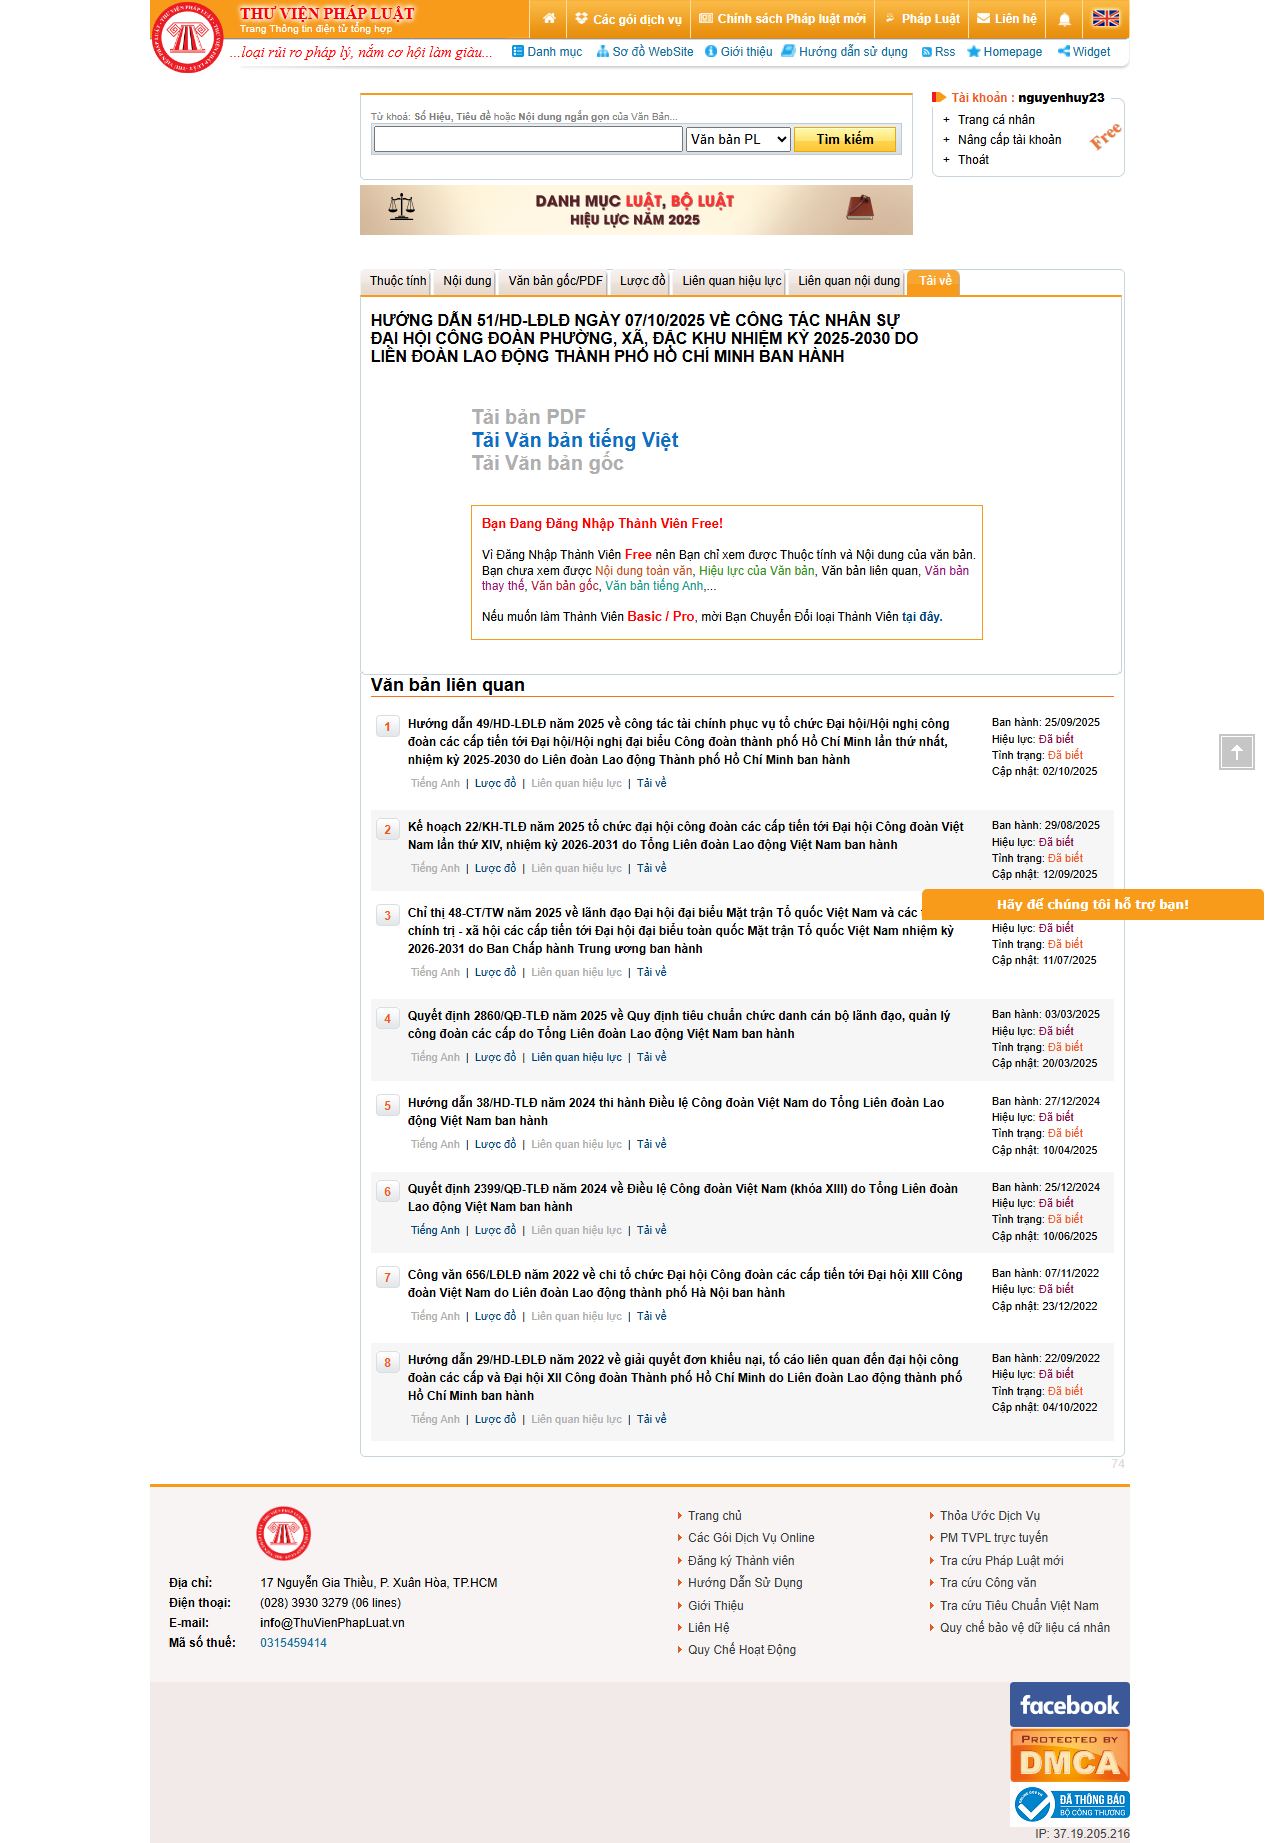 THƯ VIỆN PHÁP LUẬT
Trang Thông tin điện tử tổng hợp
...loại rủi ro pháp lý, nắm cơ hội làm giàu...
Các gói dịch vụ
Chính sách Pháp luật mới
Pháp Luật
Liên hệ
Danh mục
Sơ đồ WebSite
Giới thiệu
Hướng dẫn sử dụng
Rss
Homepage
Widget
Từ khoá: Số Hiệu, Tiêu đề hoặc Nội dung ngắn gọn của Văn Bản...
Văn bản PL
Tìm kiếm
Tài khoản : nguyenhuy23
+ Trang cá nhân
+ Nâng cấp tài khoản
+ Thoát
Free
DANH MỤC LUẬT, BỘ LUẬT
HIỆU LỰC NĂM 2025
Thuộc tính
Nội dung
Văn bản gốc/PDF
Lược đồ
Liên quan hiệu lực
Liên quan nội dung
Tải về
HƯỚNG DẪN 51/HD-LĐLĐ NGÀY 07/10/2025 VỀ CÔNG TÁC NHÂN SỰ
ĐẠI HỘI CÔNG ĐOÀN PHƯỜNG, XÃ, ĐẶC KHU NHIỆM KỲ 2025-2030 DO
LIÊN ĐOÀN LAO ĐỘNG THÀNH PHỐ HỒ CHÍ MINH BAN HÀNH
Tải bản PDF
Tải Văn bản tiếng Việt
Tải Văn bản gốc
Bạn Đang Đăng Nhập Thành Viên Free!
Vì Đăng Nhập Thành Viên Free nên Bạn chỉ xem được Thuộc tính và Nội dung của văn bản.
Bạn chưa xem được Nội dung toàn văn, Hiệu lực của Văn bản, Văn bản liên quan, Văn bản
thay thế, Văn bản gốc, Văn bản tiếng Anh,...
Nếu muốn làm Thành Viên Basic / Pro, mời Bạn Chuyển Đổi loại Thành Viên tại đây.
Văn bản liên quan
1
Hướng dẫn 49/HD-LĐLĐ năm 2025 về công tác tài chính phục vụ tổ chức Đại hội/Hội nghị công
đoàn các cấp tiến tới Đại hội/Hội nghị đại biểu Công đoàn thành phố Hồ Chí Minh lần thứ nhất,
nhiệm kỳ 2025-2030 do Liên đoàn Lao động Thành phố Hồ Chí Minh ban hành
Tiếng Anh | Lược đồ | Liên quan hiệu lực | Tải về
Ban hành: 25/09/2025
Hiệu lực: Đã biết
Tình trạng: Đã biết
Cập nhật: 02/10/2025
2
Kế hoạch 22/KH-TLĐ năm 2025 tổ chức đại hội công đoàn các cấp tiến tới Đại hội Công đoàn Việt
Nam lần thứ XIV, nhiệm kỳ 2026-2031 do Tổng Liên đoàn Lao động Việt Nam ban hành
Tiếng Anh | Lược đồ | Liên quan hiệu lực | Tải về
Ban hành: 29/08/2025
Hiệu lực: Đã biết
Tình trạng: Đã biết
Cập nhật: 12/09/2025
Hãy để chúng tôi hỗ trợ bạn!
3
Chỉ thị 48-CT/TW năm 2025 về lãnh đạo Đại hội đại biểu Mặt trận Tổ quốc Việt Nam và các
chính trị - xã hội các cấp tiến tới Đại hội đại biểu toàn quốc Mặt trận Tổ quốc Việt Nam nhiệm kỳ
2026-2031 do Ban Chấp hành Trung ương ban hành
Tiếng Anh | Lược đồ | Liên quan hiệu lực | Tải về
Hiệu lực: Đã biết
Tình trạng: Đã biết
Cập nhật: 11/07/2025
4
Quyết định 2860/QĐ-TLĐ năm 2025 về Quy định tiêu chuẩn chức danh cán bộ lãnh đạo, quản lý
công đoàn các cấp do Tổng Liên đoàn Lao động Việt Nam ban hành
Tiếng Anh | Lược đồ | Liên quan hiệu lực | Tải về
Ban hành: 03/03/2025
Hiệu lực: Đã biết
Tình trạng: Đã biết
Cập nhật: 20/03/2025
5
Hướng dẫn 38/HD-TLĐ năm 2024 thi hành Điều lệ Công đoàn Việt Nam do Tổng Liên đoàn Lao
động Việt Nam ban hành
Tiếng Anh | Lược đồ | Liên quan hiệu lực | Tải về
Ban hành: 27/12/2024
Hiệu lực: Đã biết
Tình trạng: Đã biết
Cập nhật: 10/04/2025
6
Quyết định 2399/QĐ-TLĐ năm 2024 về Điều lệ Công đoàn Việt Nam (khóa XIII) do Tổng Liên đoàn
Lao động Việt Nam ban hành
Tiếng Anh | Lược đồ | Liên quan hiệu lực | Tải về
Ban hành: 25/12/2024
Hiệu lực: Đã biết
Tình trạng: Đã biết
Cập nhật: 10/06/2025
7
Công văn 656/LĐLĐ năm 2022 về chi tổ chức Đại hội Công đoàn các cấp tiến tới Đại hội XIII Công
đoàn Việt Nam do Liên đoàn Lao động thành phố Hà Nội ban hành
Tiếng Anh | Lược đồ | Liên quan hiệu lực | Tải về
Ban hành: 07/11/2022
Hiệu lực: Đã biết
Cập nhật: 23/12/2022
8
Hướng dẫn 29/HD-LĐLĐ năm 2022 về giải quyết đơn khiếu nại, tố cáo liên quan đến đại hội công
đoàn các cấp và Đại hội XII Công đoàn Thành phố Hồ Chí Minh do Liên đoàn Lao động thành phố
Hồ Chí Minh ban hành
Tiếng Anh | Lược đồ | Liên quan hiệu lực | Tải về
Ban hành: 22/09/2022
Hiệu lực: Đã biết
Tình trạng: Đã biết
Cập nhật: 04/10/2022
74
Địa chỉ: 17 Nguyễn Gia Thiều, P. Xuân Hòa, TP.HCM
Điện thoại: (028) 3930 3279 (06 lines)
E-mail: info@ThuVienPhapLuat.vn
Mã số thuế: 0315459414
Trang chủ
Các Gói Dịch Vụ Online
Đăng ký Thành viên
Hướng Dẫn Sử Dụng
Giới Thiệu
Liên Hệ
Quy Chế Hoạt Động
Thỏa Ước Dịch Vụ
PM TVPL trực tuyến
Tra cứu Pháp Luật mới
Tra cứu Công văn
Tra cứu Tiêu Chuẩn Việt Nam
Quy chế bảo vệ dữ liệu cá nhân
facebook
PROTECTED BY
DMCA
ĐÃ THÔNG BÁO
BỘ CÔNG THƯƠNG
IP: 37.19.205.216